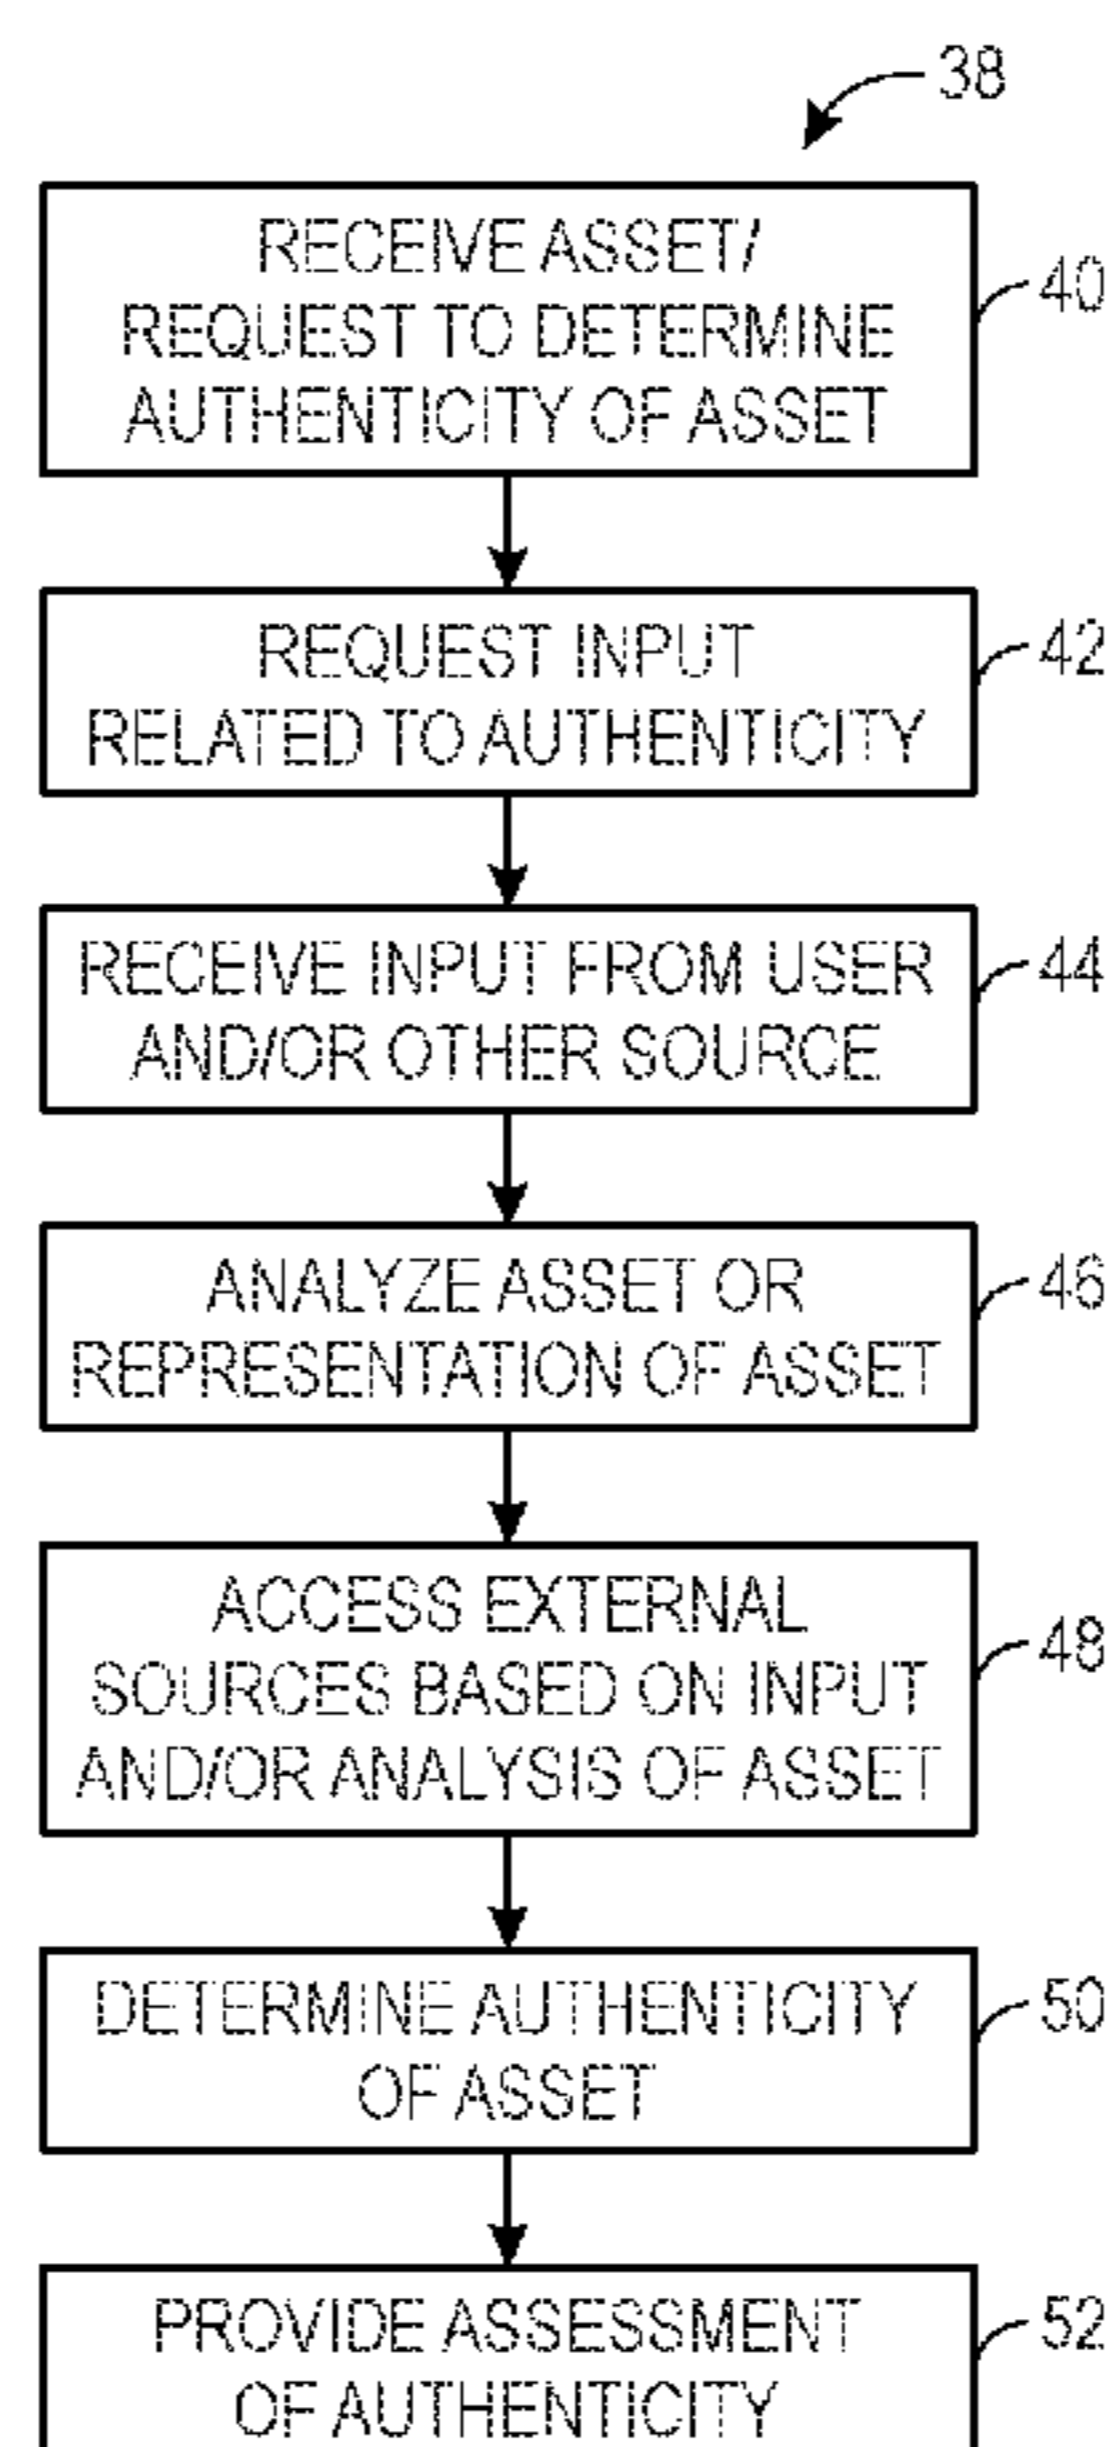 38
RECEIVE ASSET/
REQUEST TO DETERMINE
AUTHENTICITY OF ASSET
40
REQUEST INPUT
RELATED TO AUTHENTICITY
42
RECEIVE INPUT FROM USER
AND/OR OTHER SOURCE
44
ANALYZE ASSET OR
REPRESENTATION OF ASSET
46
ACCESS EXTERNAL
SOURCES BASED ON INPUT
AND/OR ANALYSIS OF ASSET
48
DETERMINE AUTHENTICITY
OF ASSET
50
PROVIDE ASSESSMENT
OF AUTHENTICITY
52